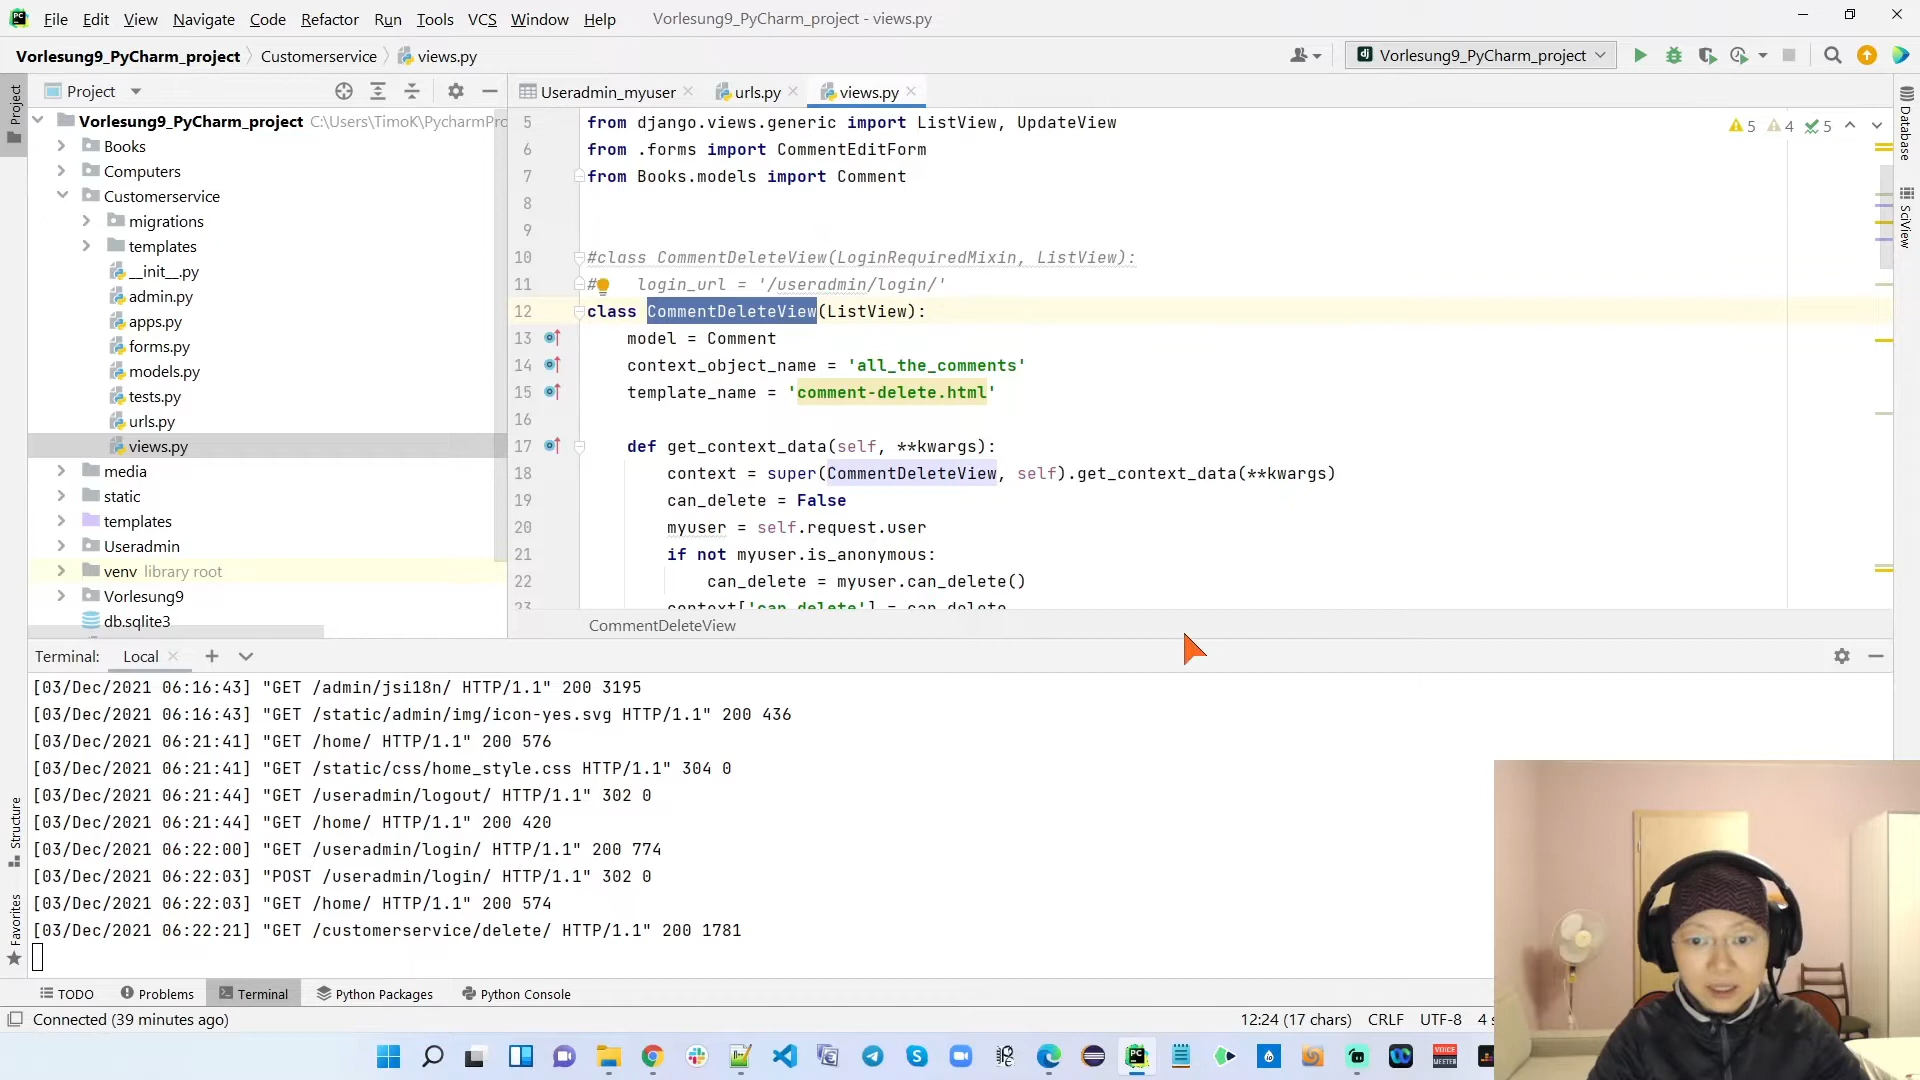 File Edit View Navigate Code Refactor Run Tools VCS Window Help Vorlesung9_PyCharm_project - views.py
Vorlesung9_PyCharm_project Customerservice views.py Vorlesung9_PyCharm_project
Project
Project
Vorlesung9_PyCharm_project C:\Users\TimoK\PycharmPro
Books
Computers
Customerservice
migrations
templates
__init__.py
admin.py
apps.py
forms.py
models.py
tests.py
urls.py
views.py
media
static
templates
Useradmin
venv library root
Vorlesung9
db.sqlite3
Useradmin_myuser urls.py views.py
5 4 5
5 from django.views.generic import ListView, UpdateView
6 from .forms import CommentEditForm
7 from Books.models import Comment
8
9
10 #class CommentDeleteView(LoginRequiredMixin, ListView):
11 # login_url = '/useradmin/login/'
12 class CommentDeleteView(ListView):
13 model = Comment
14 context_object_name = 'all_the_comments'
15 template_name = 'comment-delete.html'
16
17 def get_context_data(self, **kwargs):
18 context = super(CommentDeleteView, self).get_context_data(**kwargs)
19 can_delete = False
20 myuser = self.request.user
21 if not myuser.is_anonymous:
22 can_delete = myuser.can_delete()
23 context['can_delete'] = can_delete
CommentDeleteView
Database
SciView
Terminal: Local
[03/Dec/2021 06:16:43] "GET /admin/jsi18n/ HTTP/1.1" 200 3195
[03/Dec/2021 06:16:43] "GET /static/admin/img/icon-yes.svg HTTP/1.1" 200 436
[03/Dec/2021 06:21:41] "GET /home/ HTTP/1.1" 200 576
[03/Dec/2021 06:21:41] "GET /static/css/home_style.css HTTP/1.1" 304 0
[03/Dec/2021 06:21:44] "GET /useradmin/logout/ HTTP/1.1" 302 0
[03/Dec/2021 06:21:44] "GET /home/ HTTP/1.1" 200 420
[03/Dec/2021 06:22:00] "GET /useradmin/login/ HTTP/1.1" 200 774
[03/Dec/2021 06:22:03] "POST /useradmin/login/ HTTP/1.1" 302 0
[03/Dec/2021 06:22:03] "GET /home/ HTTP/1.1" 200 574
[03/Dec/2021 06:22:21] "GET /customerservice/delete/ HTTP/1.1" 200 1781
Structure
Favorites
TODO Problems Terminal Python Packages Python Console
Connected (39 minutes ago) 12:24 (17 chars) CRLF UTF-8 4 s